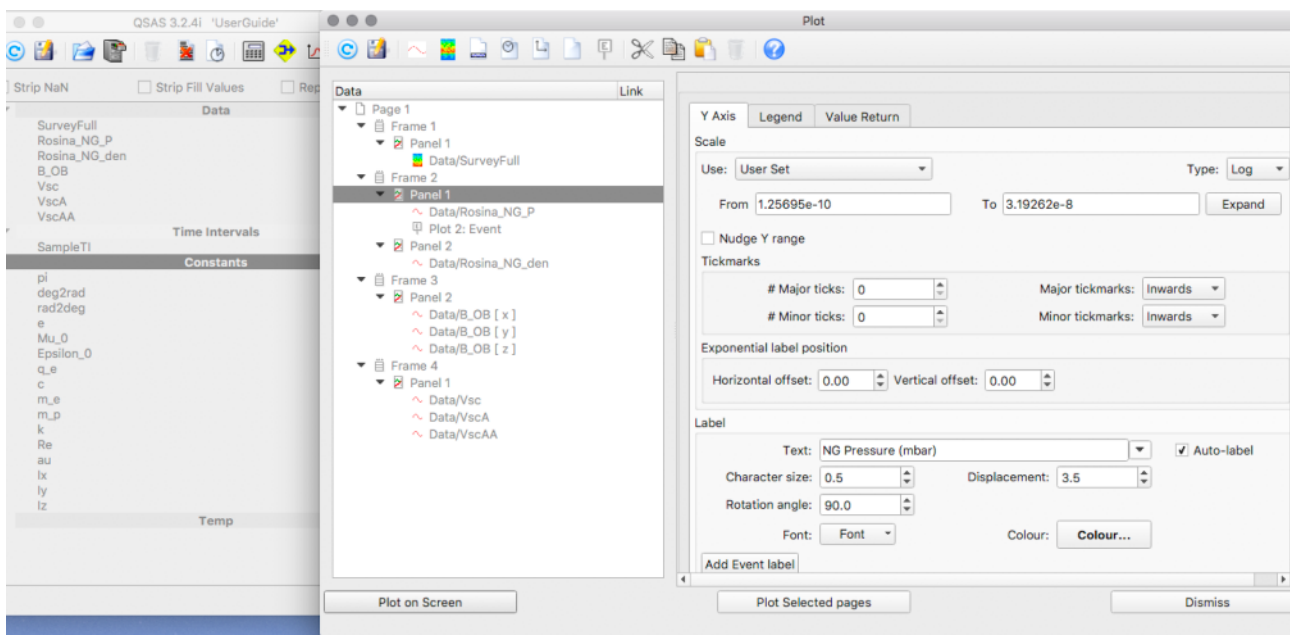 QSAS 3.2.4i 'UserGuide'
Strip NaN Strip Fill Values Rep
Data
SurveyFull
Rosina_NG_P
Rosina_NG_den
B_OB
Vsc
VscA
VscAA
Time Intervals
SampleTI
Constants
pi
deg2rad
rad2deg
e
Mu_0
Epsilon_0
q_e
c
m_e
m_p
k
Re
au
Ix
Iy
Iz
Temp
Plot
Data Link
Page 1
Frame 1
Panel 1
Data/SurveyFull
Frame 2
Panel 1
Data/Rosina_NG_P
Plot 2: Event
Panel 2
Data/Rosina_NG_den
Frame 3
Panel 2
Data/B_OB [ x ]
Data/B_OB [ y ]
Data/B_OB [ z ]
Frame 4
Panel 1
Data/Vsc
Data/VscA
Data/VscAA
Y Axis Legend Value Return
Scale
Use: User Set Type: Log
From 1.25695e-10 To 3.19262e-8 Expand
Nudge Y range
Tickmarks
# Major ticks: 0 Major tickmarks: Inwards
# Minor ticks: 0 Minor tickmarks: Inwards
Exponential label position
Horizontal offset: 0.00 Vertical offset: 0.00
Label
Text: NG Pressure (mbar) Auto-label
Character size: 0.5 Displacement: 3.5
Rotation angle: 90.0
Font: Font Colour: Colour...
Add Event label
Plot on Screen Plot Selected pages Dismiss